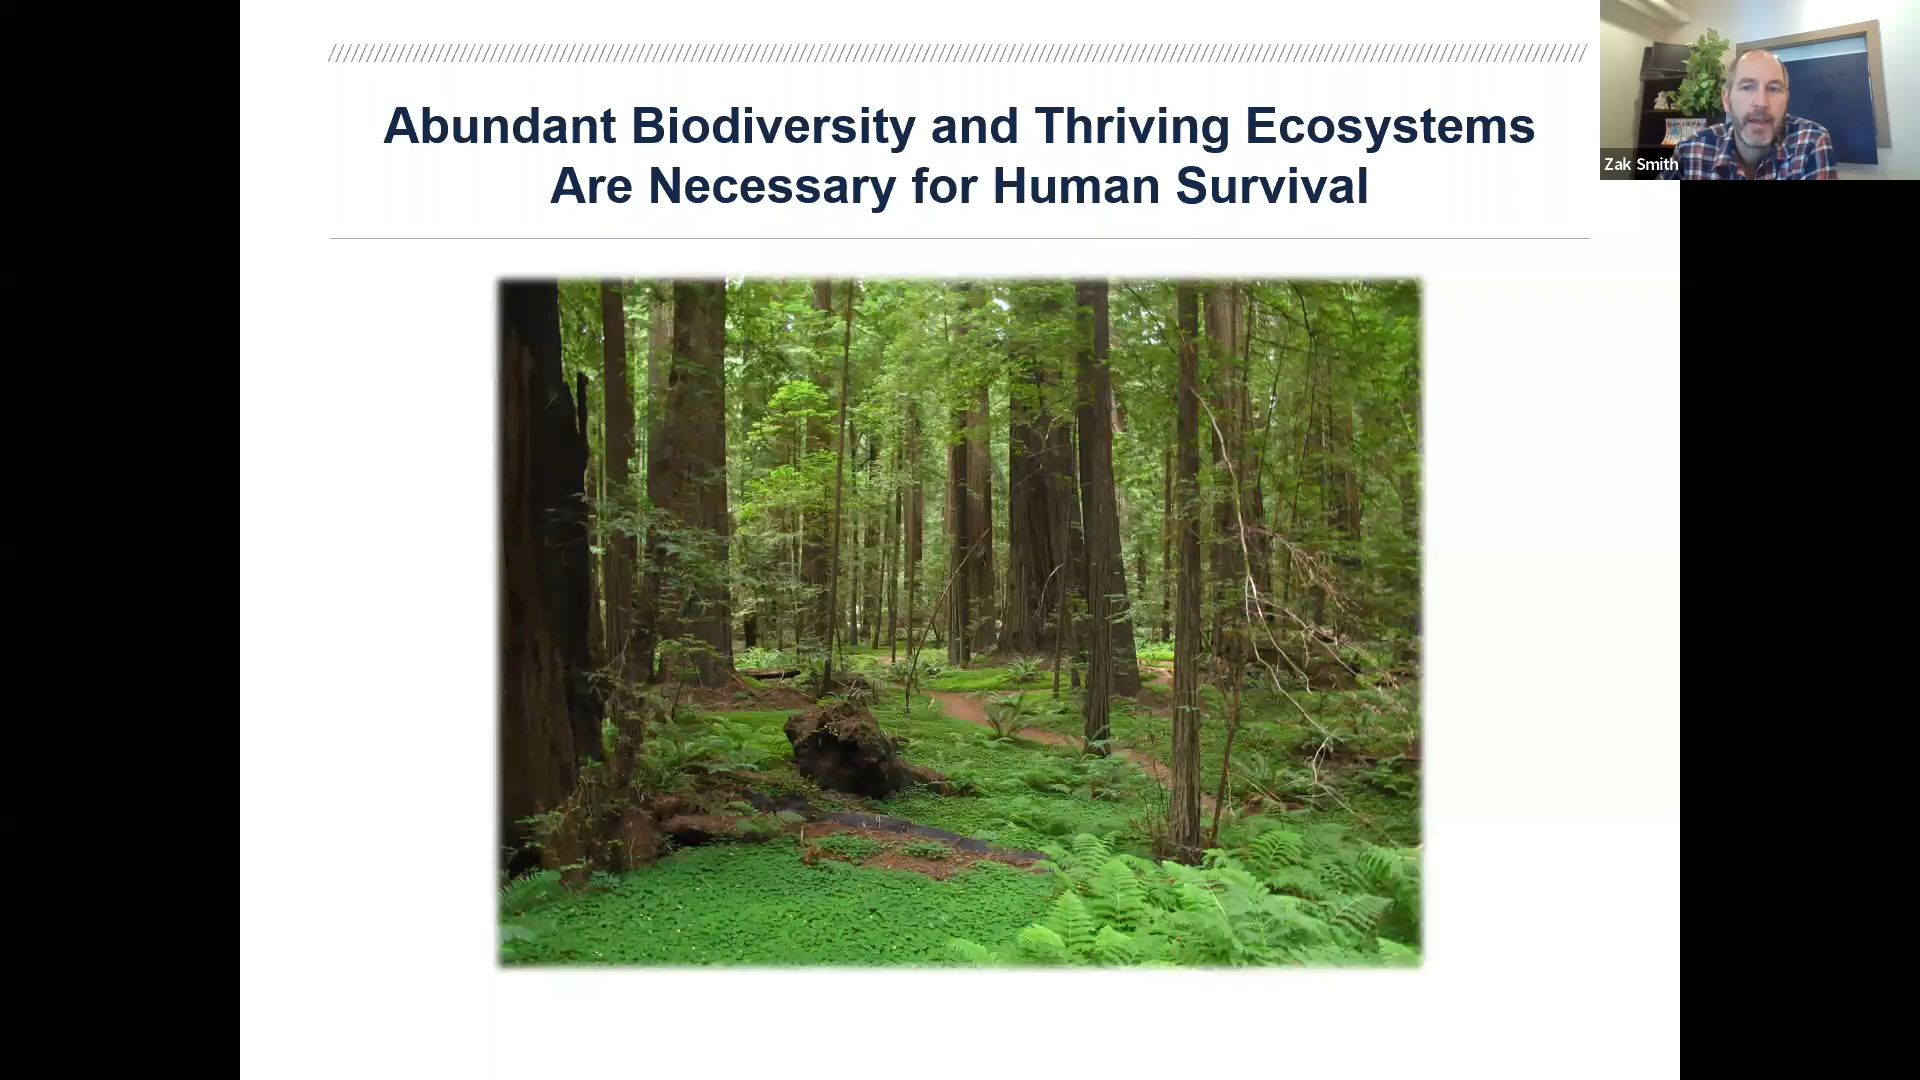 Abundant Biodiversity and Thriving Ecosystems
Are Necessary for Human Survival
Zak Smith